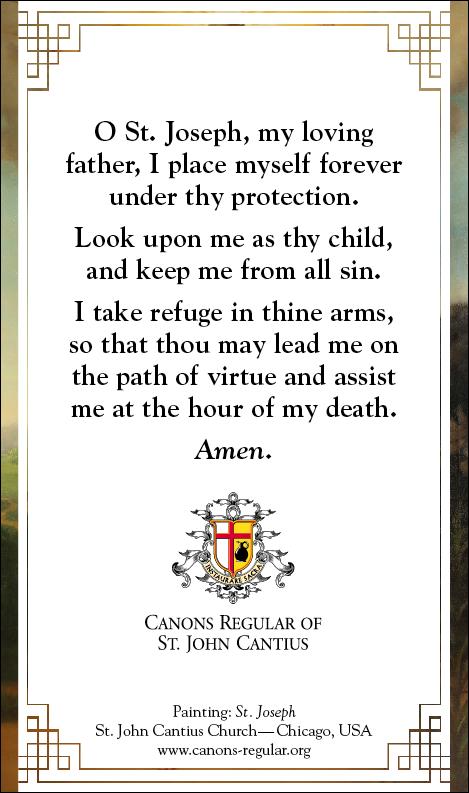 O St. Joseph, my loving
father, I place myself forever
under thy protection.
Look upon me as thy child,
and keep me from all sin.
I take refuge in thine arms,
so that thou may lead me on
the path of virtue and assist
me at the hour of my death.
Amen.
INSTAURARE SACRA
CANONS REGULAR OF
ST. JOHN CANTIUS
Painting: St. Joseph
St. John Cantius Church—Chicago, USA
www.canons-regular.org